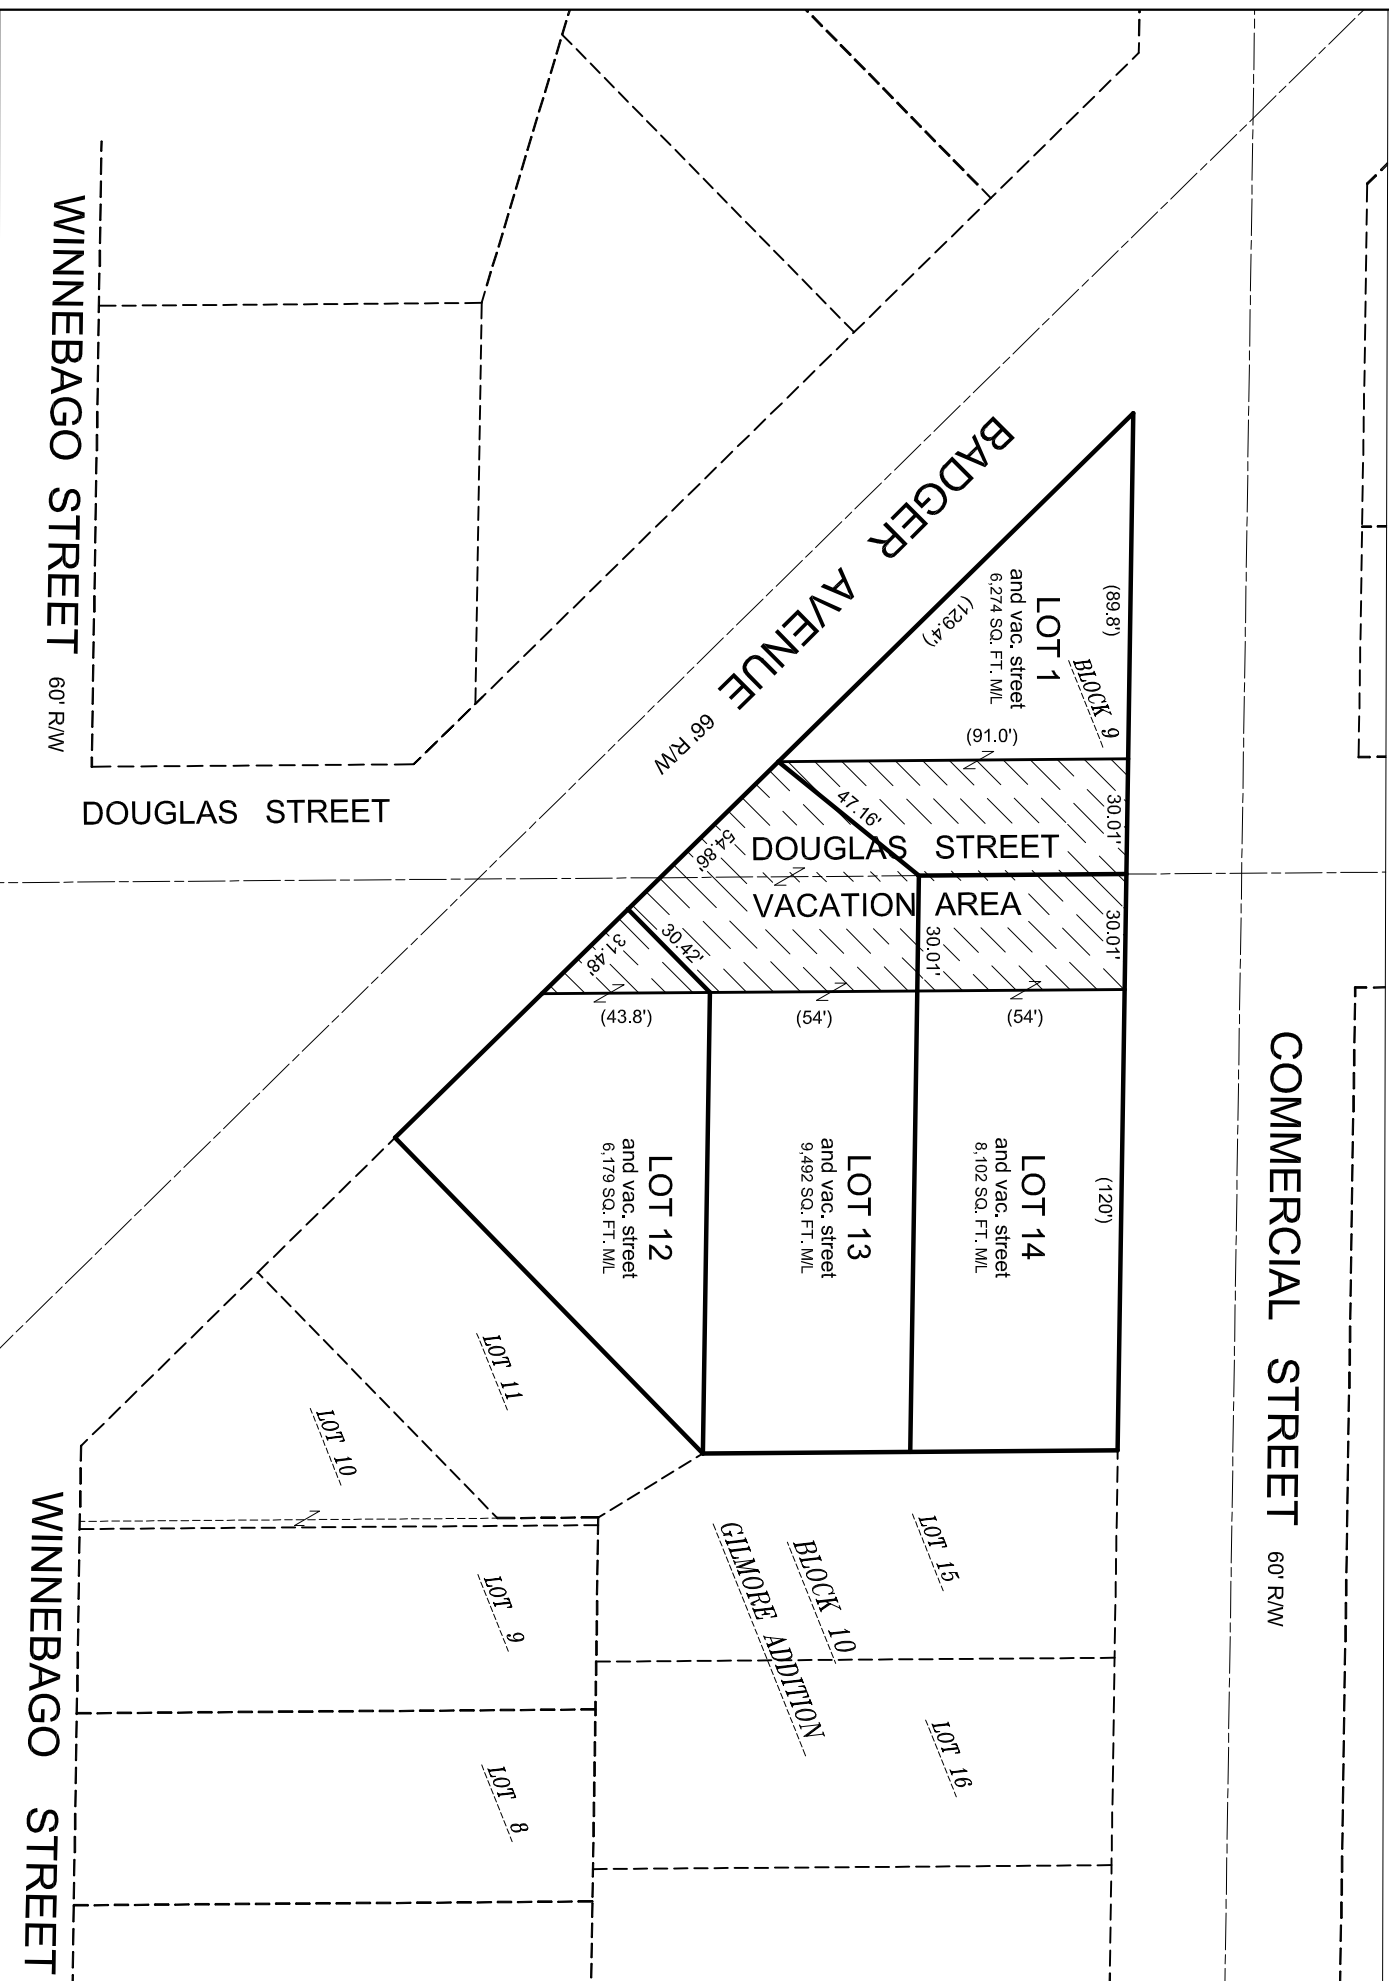 WINNEBAGO STREET 60' R/W
DOUGLAS STREET
BADGER AVENUE 66' R/W
COMMERCIAL STREET 60' R/W
LOT 1
and vac. street
6,274 SQ. FT. M/L
BLOCK 9
(89.8')
(129.4')
(91.0')
30.01'
47.16'
DOUGLAS STREET
VACATION AREA
54.86'
30.01'
30.01'
30.42'
31.48'
(43.8')
(54')
(54')
(120')
LOT 14
and vac. street
8,102 SQ. FT. M/L
LOT 13
and vac. street
9,492 SQ. FT. M/L
LOT 12
and vac. street
6,179 SQ. FT. M/L
LOT 11
LOT 10
LOT 15
BLOCK 10
GILMORE ADDITION
LOT 9
LOT 16
LOT 8
WINNEBAGO STREET